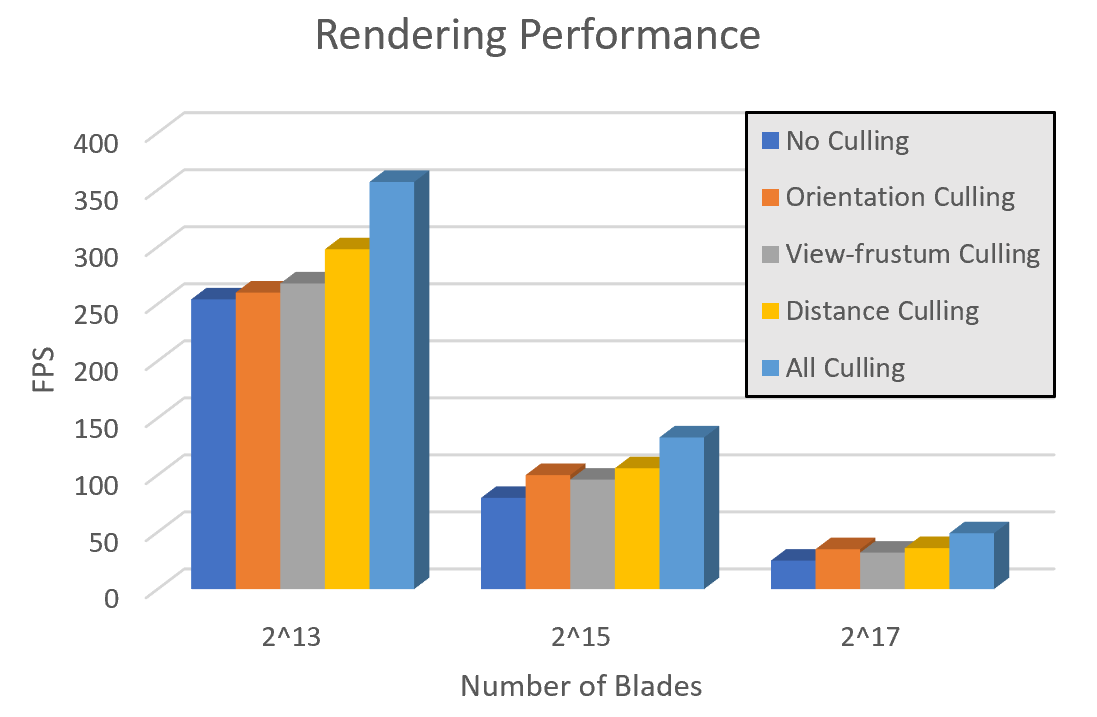 Rendering Performance
400
350
300
250
200
150
100
50
0
FPS
No Culling
Orientation Culling
View-frustum Culling
Distance Culling
All Culling
2^13
2^15
2^17
Number of Blades